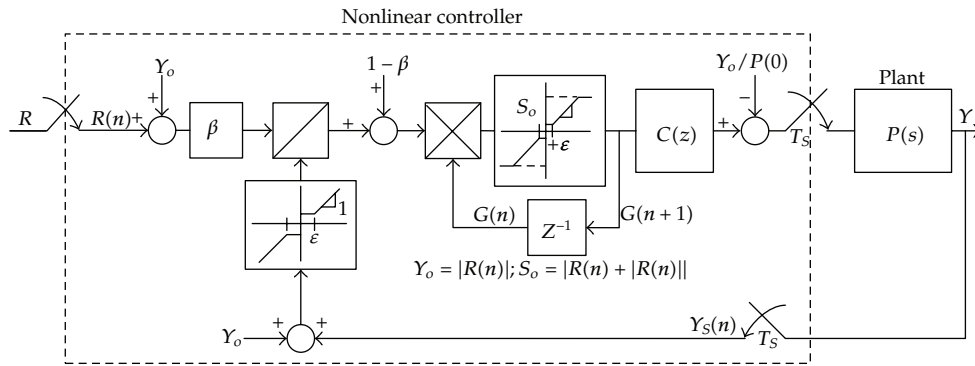 Nonlinear controller
Y_o
1 − β
Y_o/P(0)
Plant
+
+
−
S_o
R
R(n)
+
β
+
+ε
C(z)
+
T_S
P(s)
Y
1
ε
G(n)
Z^{−1}
G(n + 1)
Y_o = |R(n)|; S_o = |R(n) + |R(n)||
Y_o
+
+
Y_S(n)
T_S